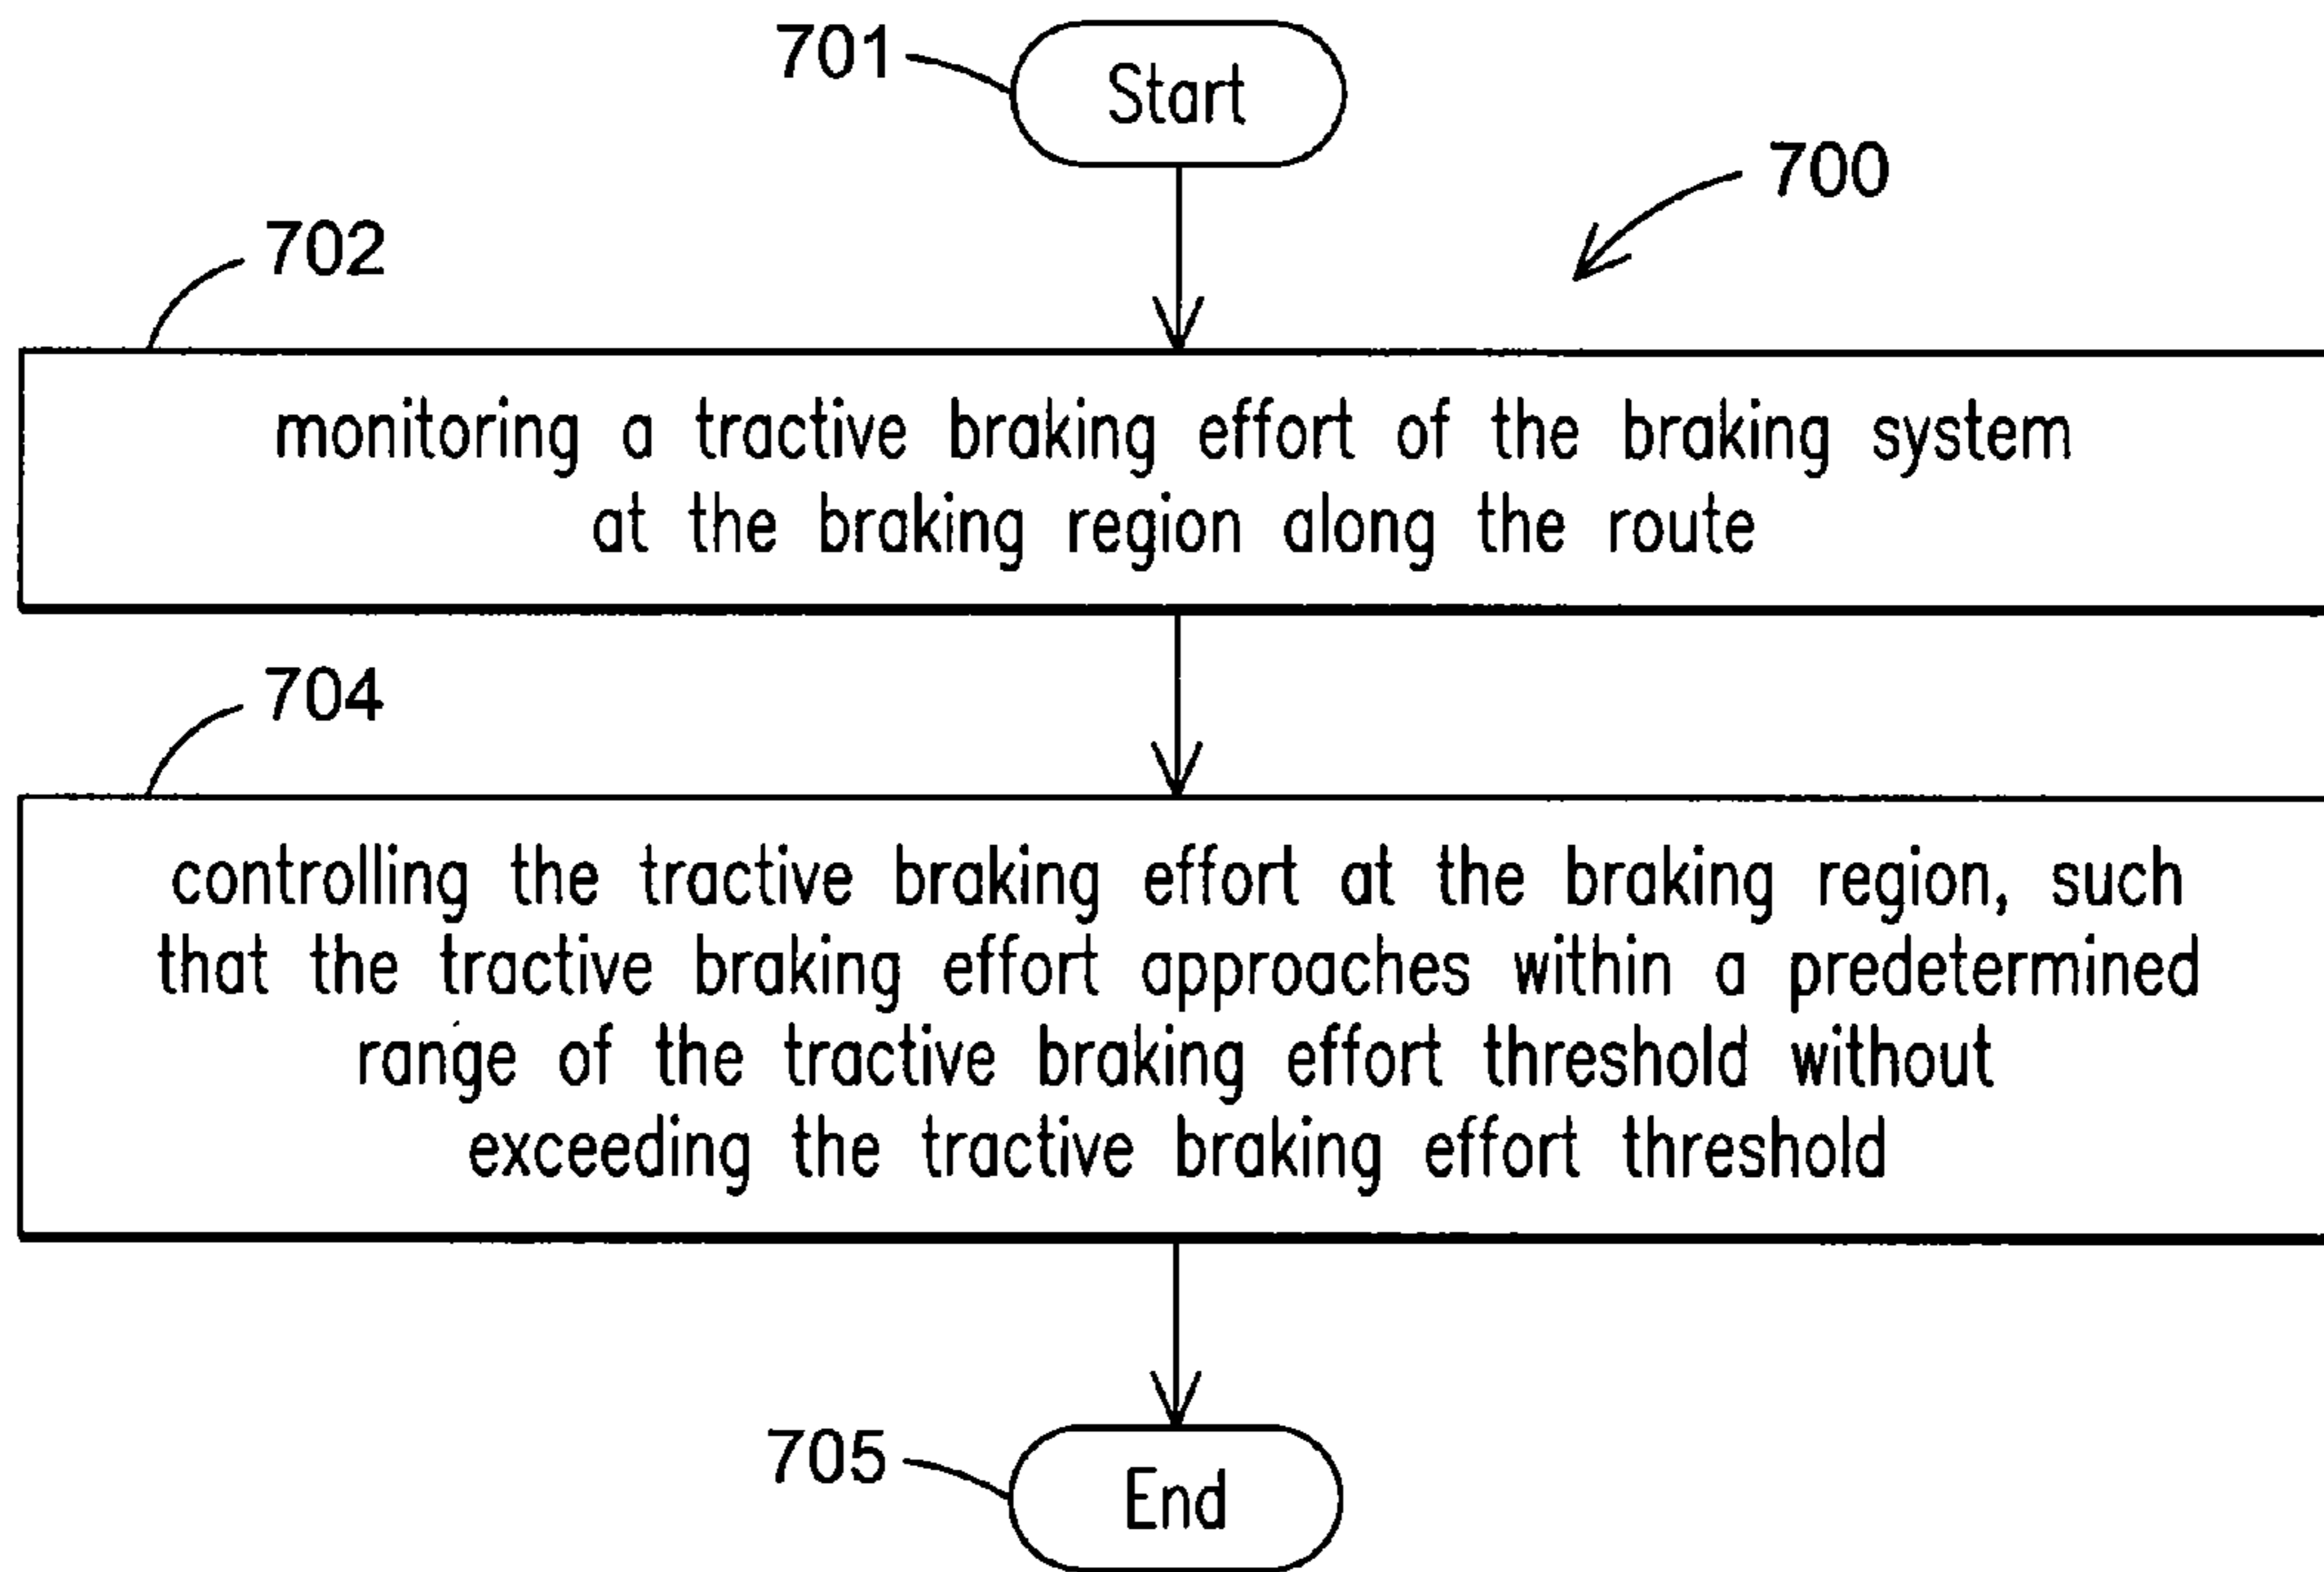 701
Start
700
702
monitoring a tractive braking effort of the braking system
at the braking region along the route
704
controlling the tractive braking effort at the braking region, such
that the tractive braking effort approaches within a predetermined
range of the tractive braking effort threshold without
exceeding the tractive braking effort threshold
705
End